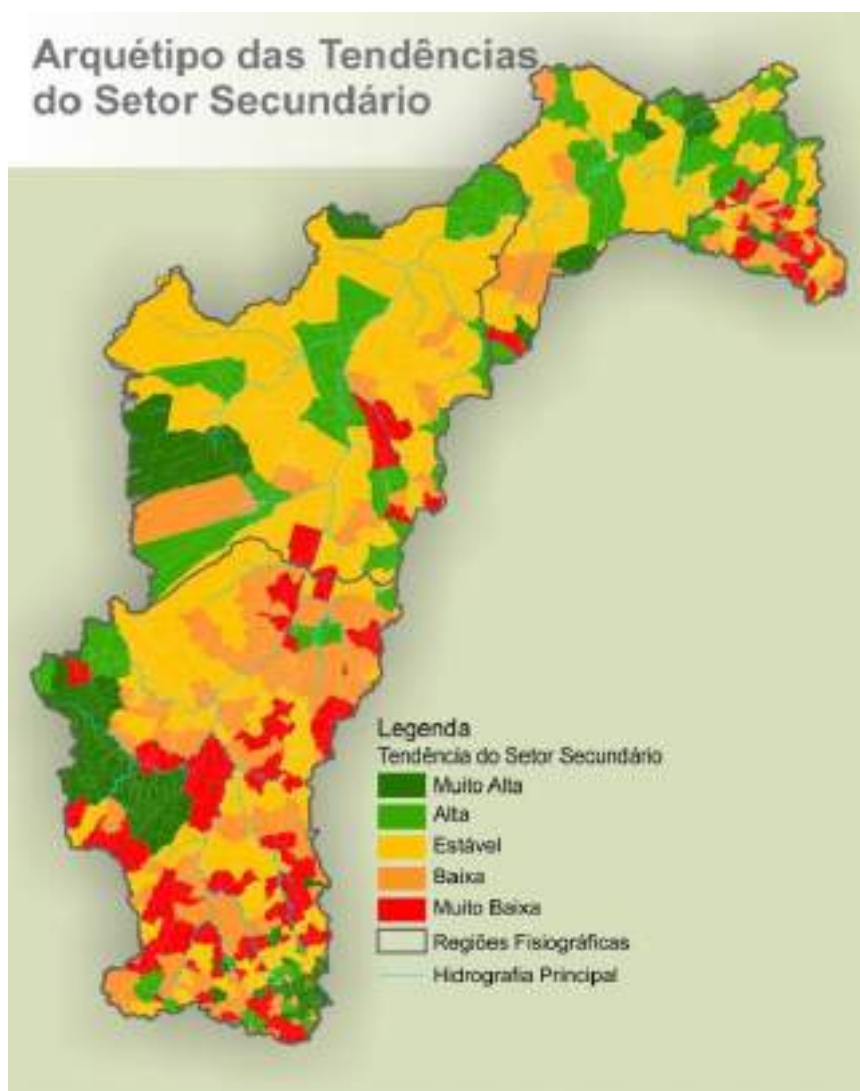 Arquétipo das Tendências
do Setor Secundário
Legenda
Tendência do Setor Secundário
Muito Alta
Alta
Estável
Baixa
Muito Baixa
Regiões Fisiográficas
Hidrografia Principal